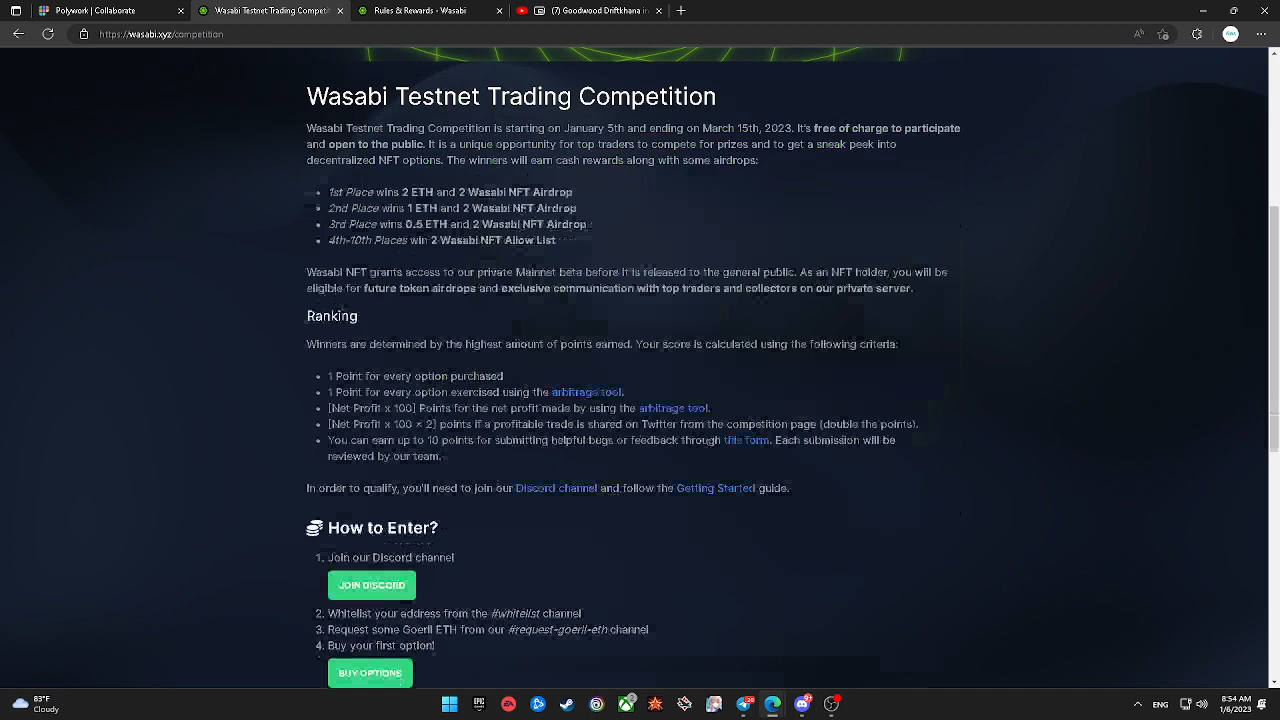 Polywork | Collaborate
Wasabi Testnet Trading Competiti
Rules & Rewards - Wasabi
(7) Goodwood Driftkhana in
https://wasabi.xyz/competition
Wasabi Testnet Trading Competition
Wasabi Testnet Trading Competition is starting on January 5th and ending on March 15th, 2023. It's free of charge to participate
and open to the public. It is a unique opportunity for top traders to compete for prizes and to get a sneak peek into
decentralized NFT options. The winners will earn cash rewards along with some airdrops:
• 1st Place wins 2 ETH and 2 Wasabi NFT Airdrop
• 2nd Place wins 1 ETH and 2 Wasabi NFT Airdrop
• 3rd Place wins 0.5 ETH and 2 Wasabi NFT Airdrop
• 4th-10th Places win 2 Wasabi NFT Allow List
Wasabi NFT grants access to our private Mainnet beta before it is released to the general public. As an NFT holder, you will be
eligible for future token airdrops and exclusive communication with top traders and collectors on our private server.
Ranking
Winners are determined by the highest amount of points earned. Your score is calculated using the following criteria:
• 1 Point for every option purchased
• 1 Point for every option exercised using the arbitrage tool.
• [Net Profit x 100] Points for the net profit made by using the arbitrage tool.
• [Net Profit x 100 x 2] points if a profitable trade is shared on Twitter from the competition page (double the points).
• You can earn up to 10 points for submitting helpful bugs or feedback through this form. Each submission will be
reviewed by our team.
In order to qualify, you'll need to join our Discord channel and follow the Getting Started guide.
How to Enter?
1. Join our Discord channel
JOIN DISCORD
2. Whitelist your address from the #whitelist channel
3. Request some Goerli ETH from our #request-goerli-eth channel
4. Buy your first option!
BUY OPTIONS
83°F
Cloudy
EPIC
ENG
8:54 AM
1/6/2023